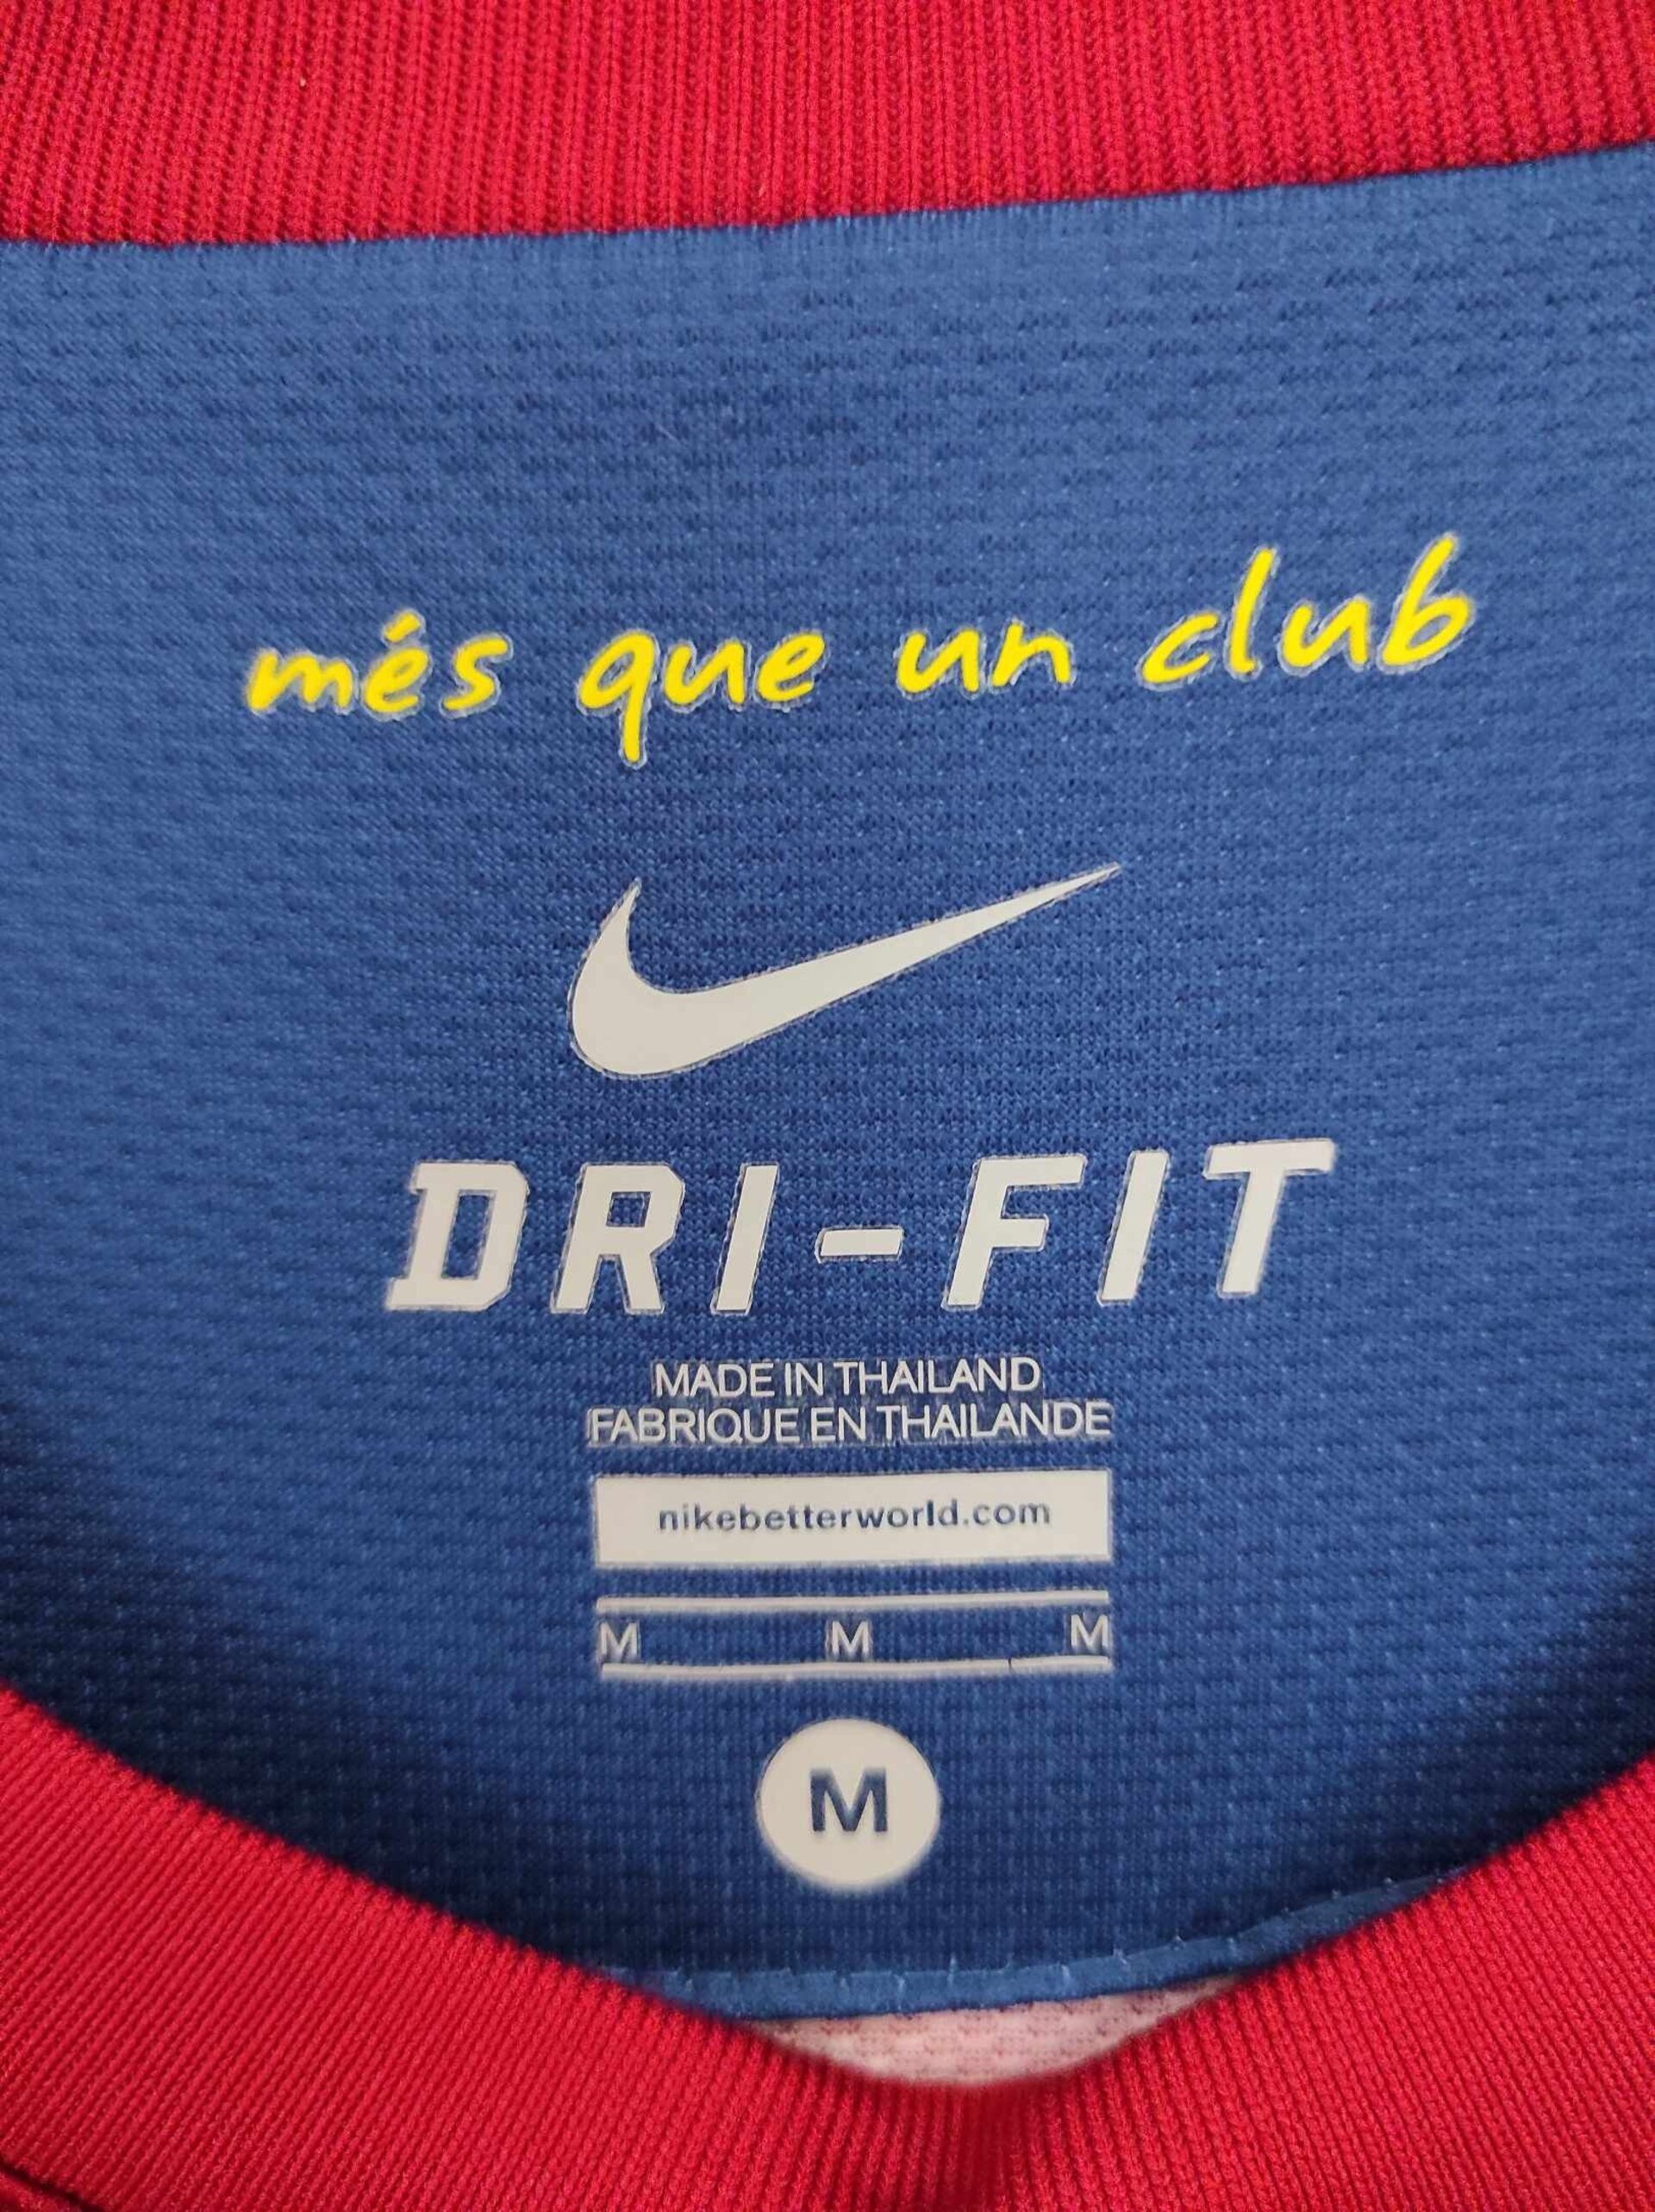 més que un club
DRI-FIT
MADE IN THAILAND
FABRIQUE EN THAILANDE
nikebetterworld.com
M M M
M